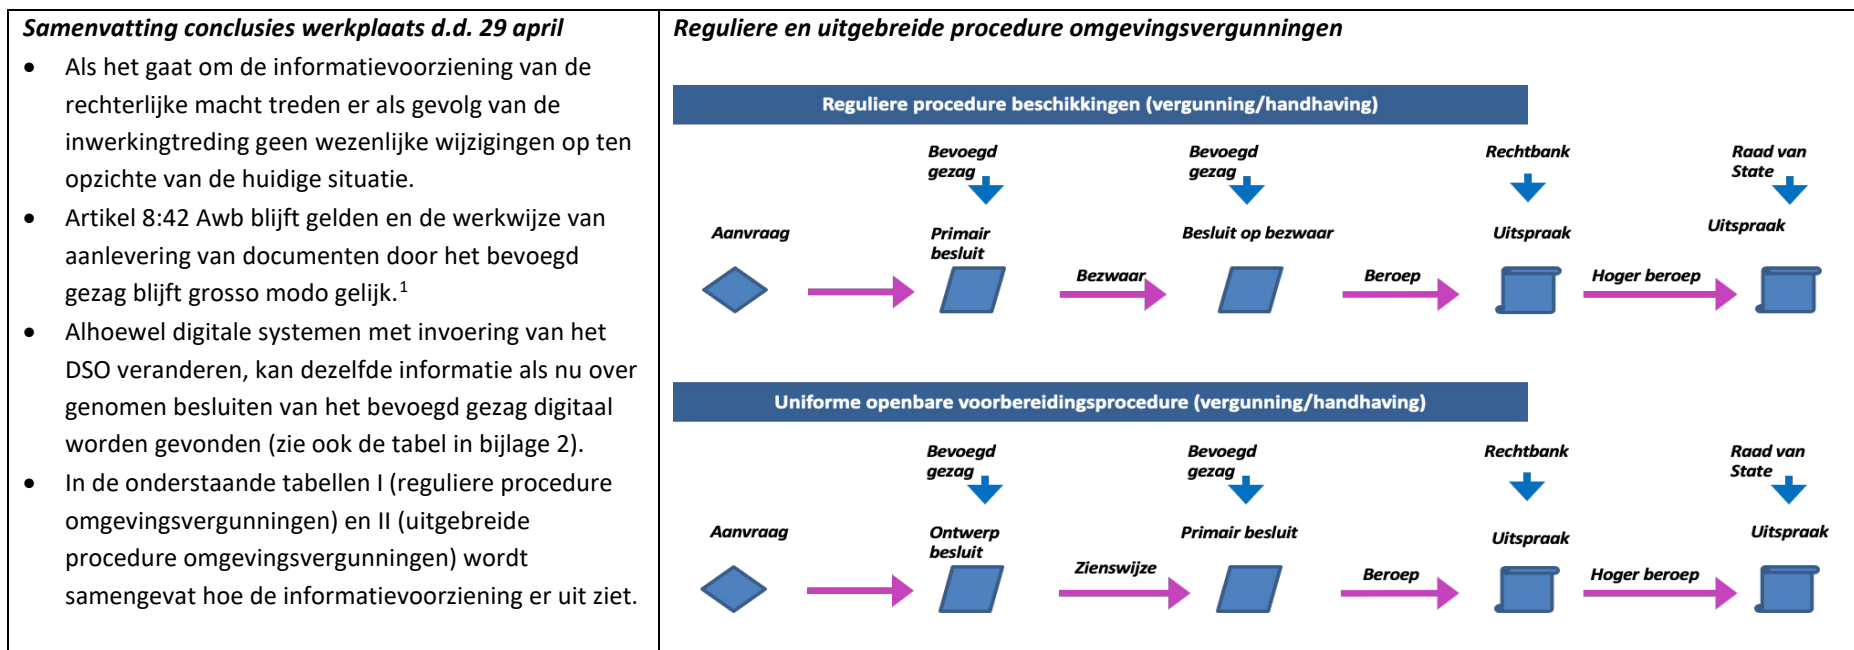 Samenvatting conclusies werkplaats d.d. 29 april
• Als het gaat om de informatievoorziening van de
rechterlijke macht treden er als gevolg van de
inwerkingtreding geen wezenlijke wijzigingen op ten
opzichte van de huidige situatie.
• Artikel 8:42 Awb blijft gelden en de werkwijze van
aanlevering van documenten door het bevoegd
gezag blijft grosso modo gelijk.1
• Alhoewel digitale systemen met invoering van het
DSO veranderen, kan dezelfde informatie als nu over
genomen besluiten van het bevoegd gezag digitaal
worden gevonden (zie ook de tabel in bijlage 2).
• In de onderstaande tabellen I (reguliere procedure
omgevingsvergunningen) en II (uitgebreide
procedure omgevingsvergunningen) wordt
samengevat hoe de informatievoorziening er uit ziet.
Reguliere en uitgebreide procedure omgevingsvergunningen
Reguliere procedure beschikkingen (vergunning/handhaving)
Bevoegd
gezag
Bevoegd
gezag
Rechtbank
Raad van
State
Aanvraag
Primair
besluit
Besluit op bezwaar
Uitspraak
Uitspraak
Bezwaar
Beroep
Hoger beroep
Uniforme openbare voorbereidingsprocedure (vergunning/handhaving)
Bevoegd
gezag
Bevoegd
gezag
Rechtbank
Raad van
State
Aanvraag
Ontwerp
besluit
Primair besluit
Uitspraak
Uitspraak
Zienswijze
Beroep
Hoger beroep